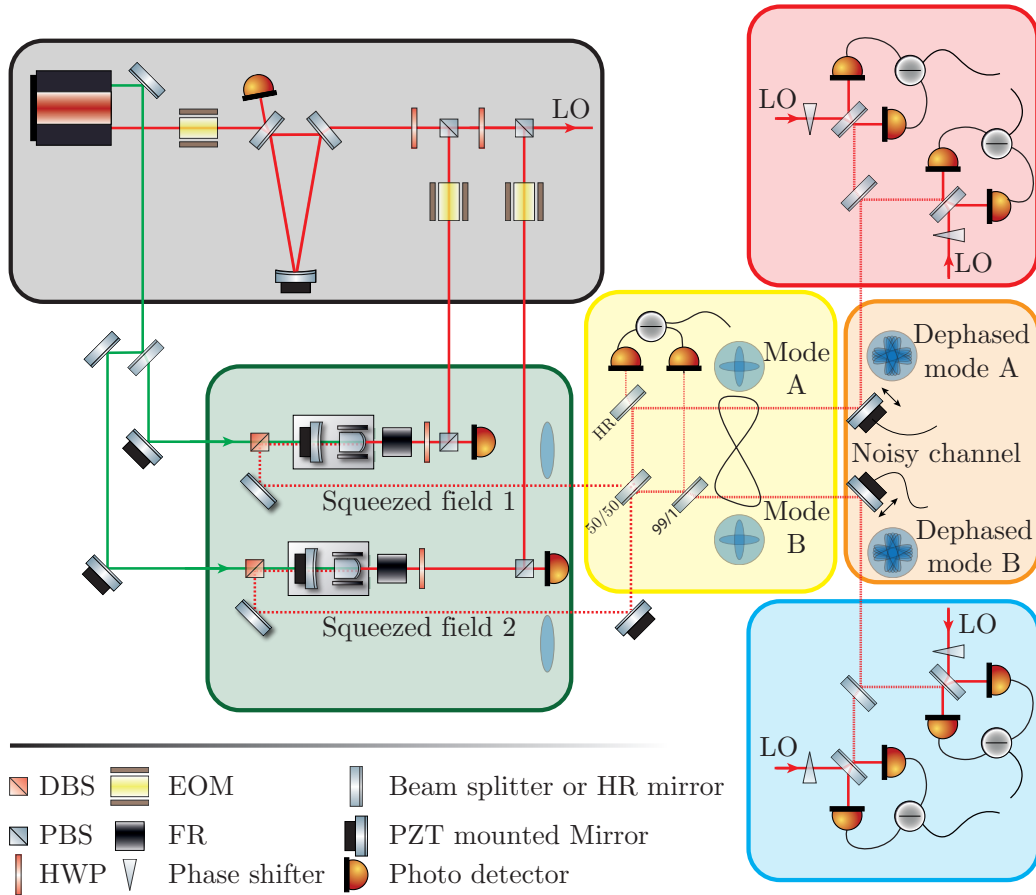 LO
LO
LO
Mode
A
Dephased
mode A
HR
Noisy channel
Squeezed field 1
50/50
99/1
Mode
B
Dephased
mode B
Squeezed field 2
LO
LO
DBS
EOM
Beam splitter or HR mirror
PBS
FR
PZT mounted Mirror
HWP
Phase shifter
Photo detector